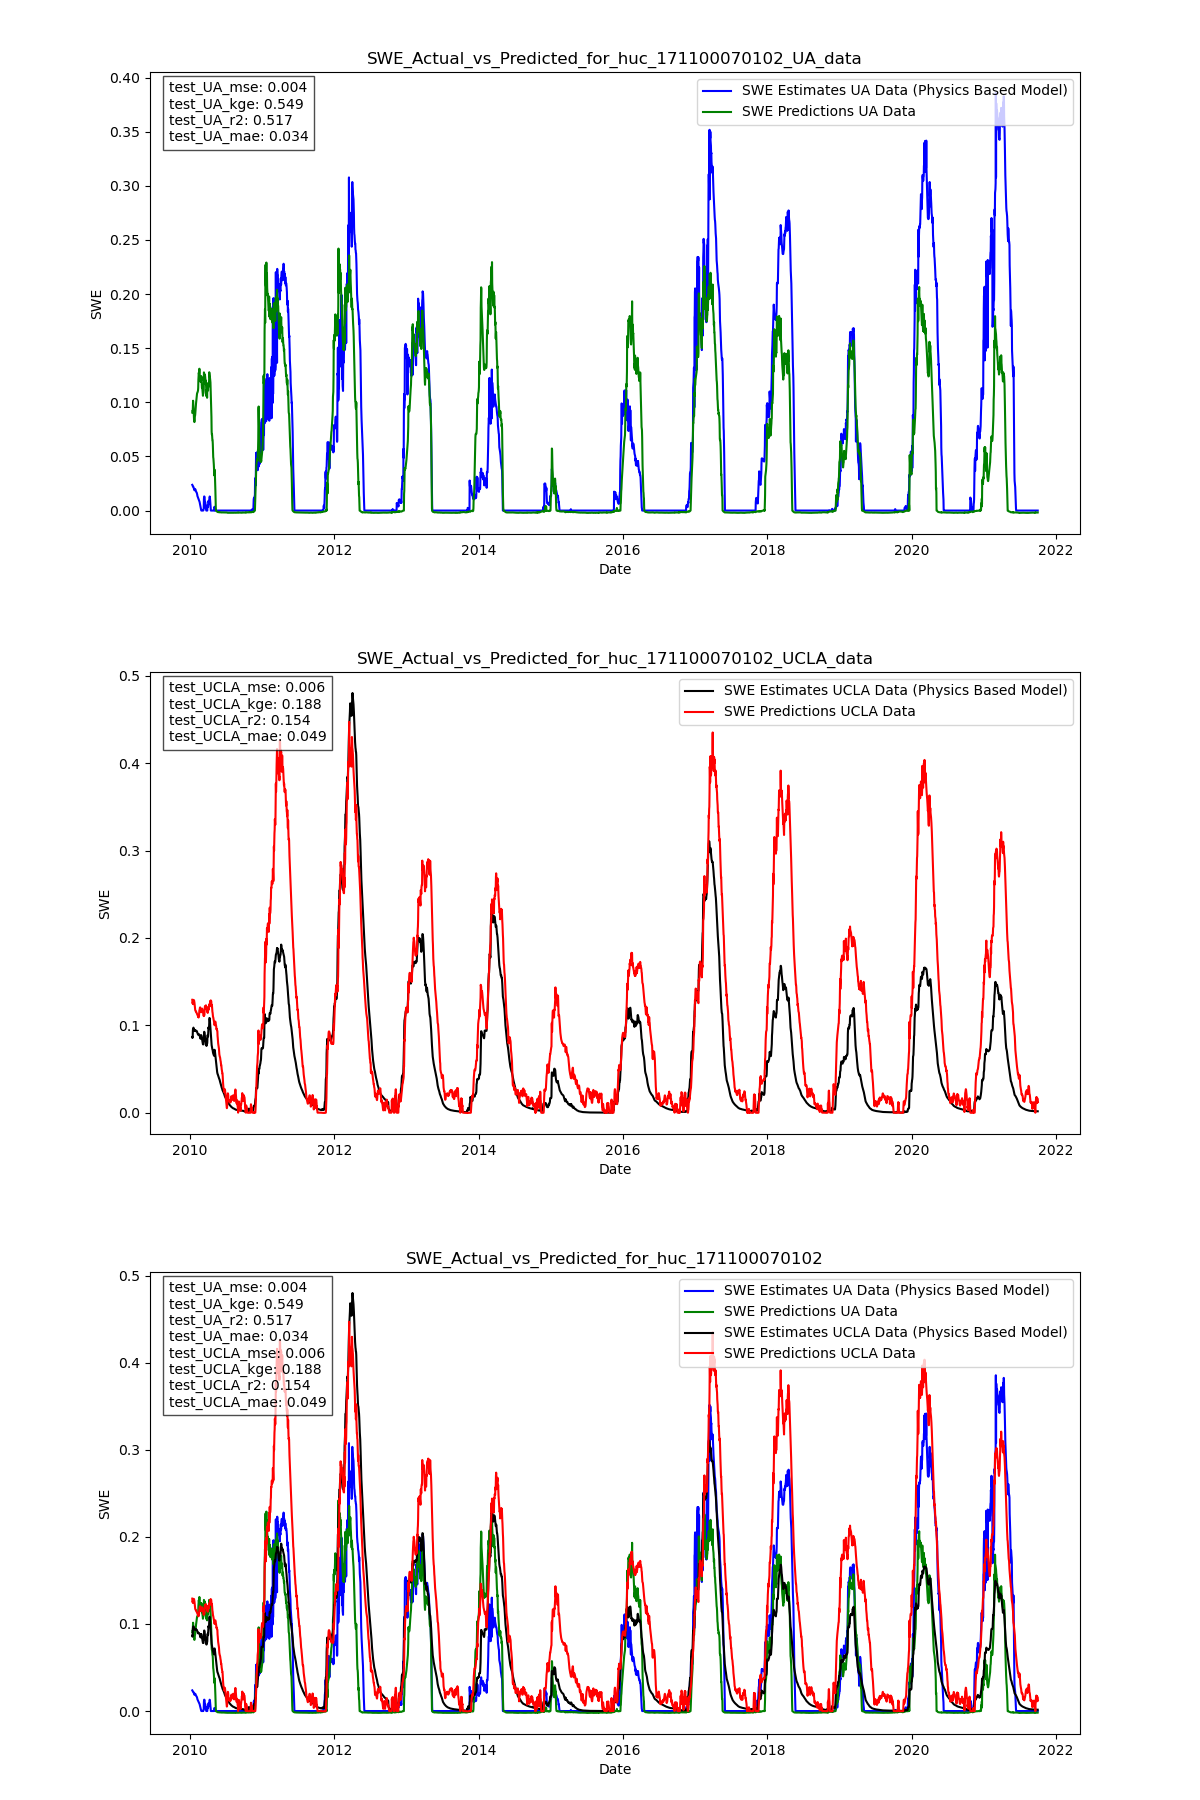 SWE_Actual_vs_Predicted_for_huc_171100070102_UA_data
test_UA_mse: 0.004
test_UA_kge: 0.549
test_UA_r2: 0.517
test_UA_mae: 0.034
SWE Estimates UA Data (Physics Based Model)
SWE Predictions UA Data
0.40
0.35
0.30
0.25
0.20
0.15
0.10
0.05
0.00
SWE
2010 2012 2014 2016 2018 2020 2022
Date
SWE_Actual_vs_Predicted_for_huc_171100070102_UCLA_data
test_UCLA_mse: 0.006
test_UCLA_kge: 0.188
test_UCLA_r2: 0.154
test_UCLA_mae: 0.049
SWE Estimates UCLA Data (Physics Based Model)
SWE Predictions UCLA Data
0.5
0.4
0.3
0.2
0.1
0.0
SWE
2010 2012 2014 2016 2018 2020 2022
Date
SWE_Actual_vs_Predicted_for_huc_171100070102
test_UA_mse: 0.004
test_UA_kge: 0.549
test_UA_r2: 0.517
test_UA_mae: 0.034
test_UCLA_mse: 0.006
test_UCLA_kge: 0.188
test_UCLA_r2: 0.154
test_UCLA_mae: 0.049
SWE Estimates UA Data (Physics Based Model)
SWE Predictions UA Data
SWE Estimates UCLA Data (Physics Based Model)
SWE Predictions UCLA Data
0.5
0.4
0.3
0.2
0.1
0.0
SWE
2010 2012 2014 2016 2018 2020 2022
Date